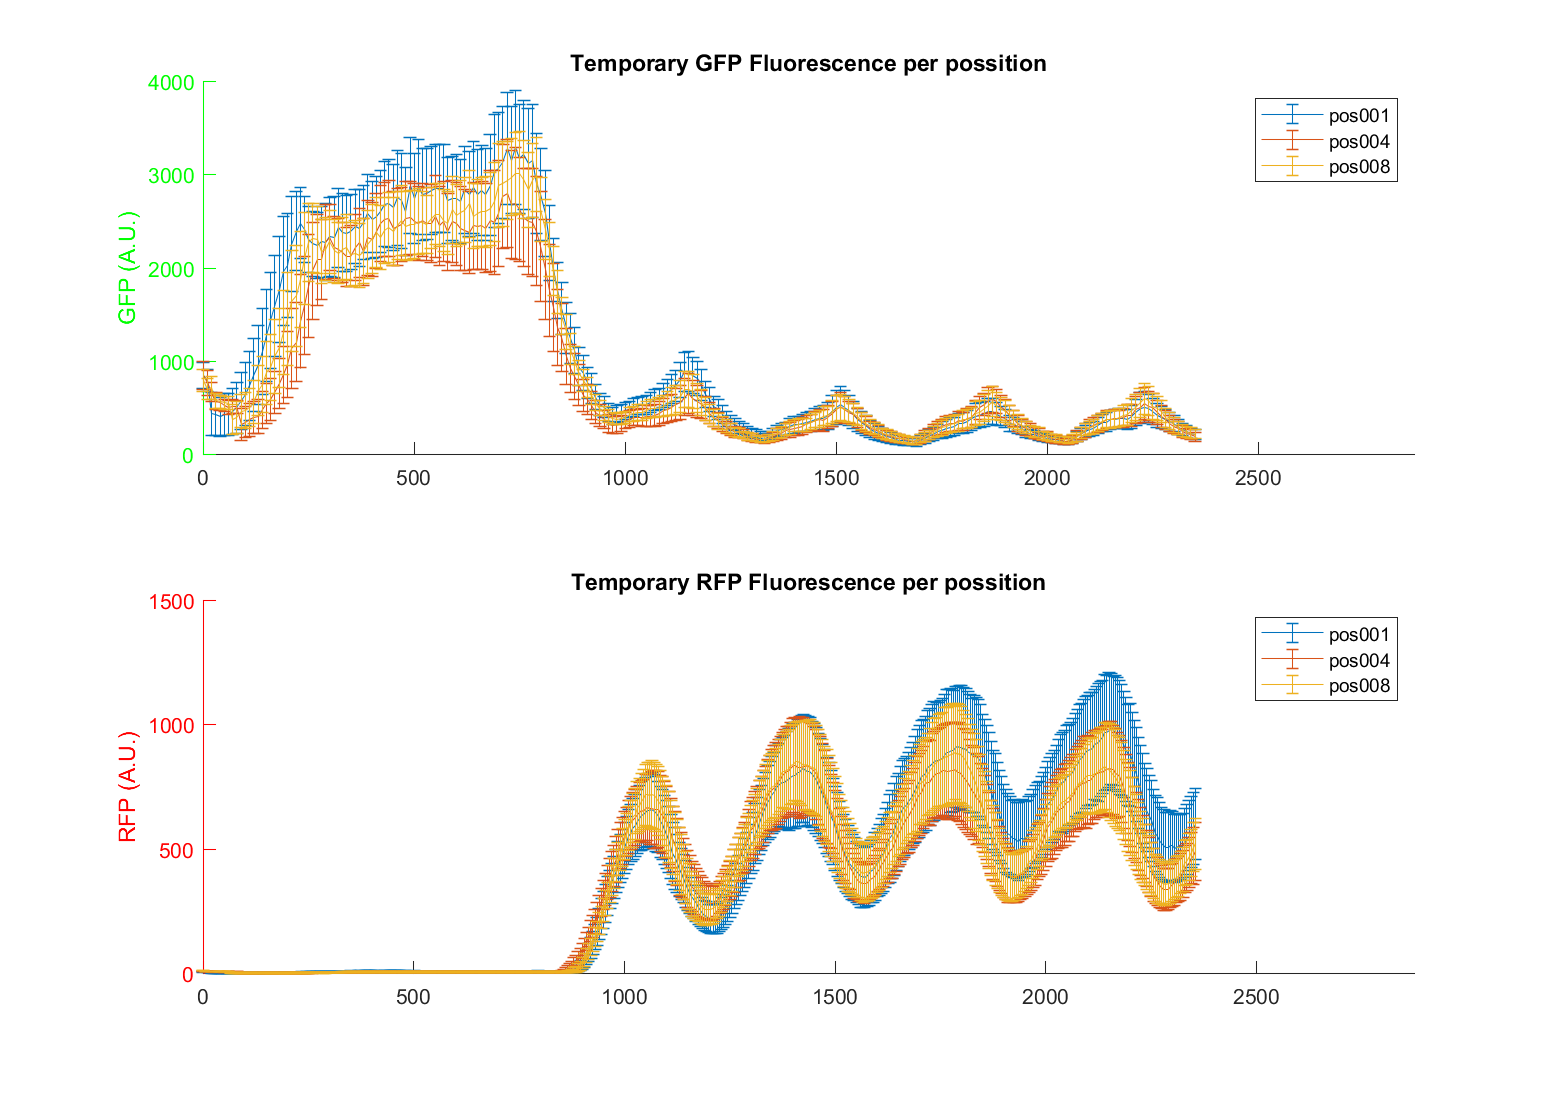 Temporary GFP Fluorescence per possition
4000
3000
2000
1000
0
GFP (A.U.)
0 500 1000 1500 2000 2500
pos001
pos004
pos008
Temporary RFP Fluorescence per possition
1500
1000
500
0
RFP (A.U.)
0 500 1000 1500 2000 2500
pos001
pos004
pos008